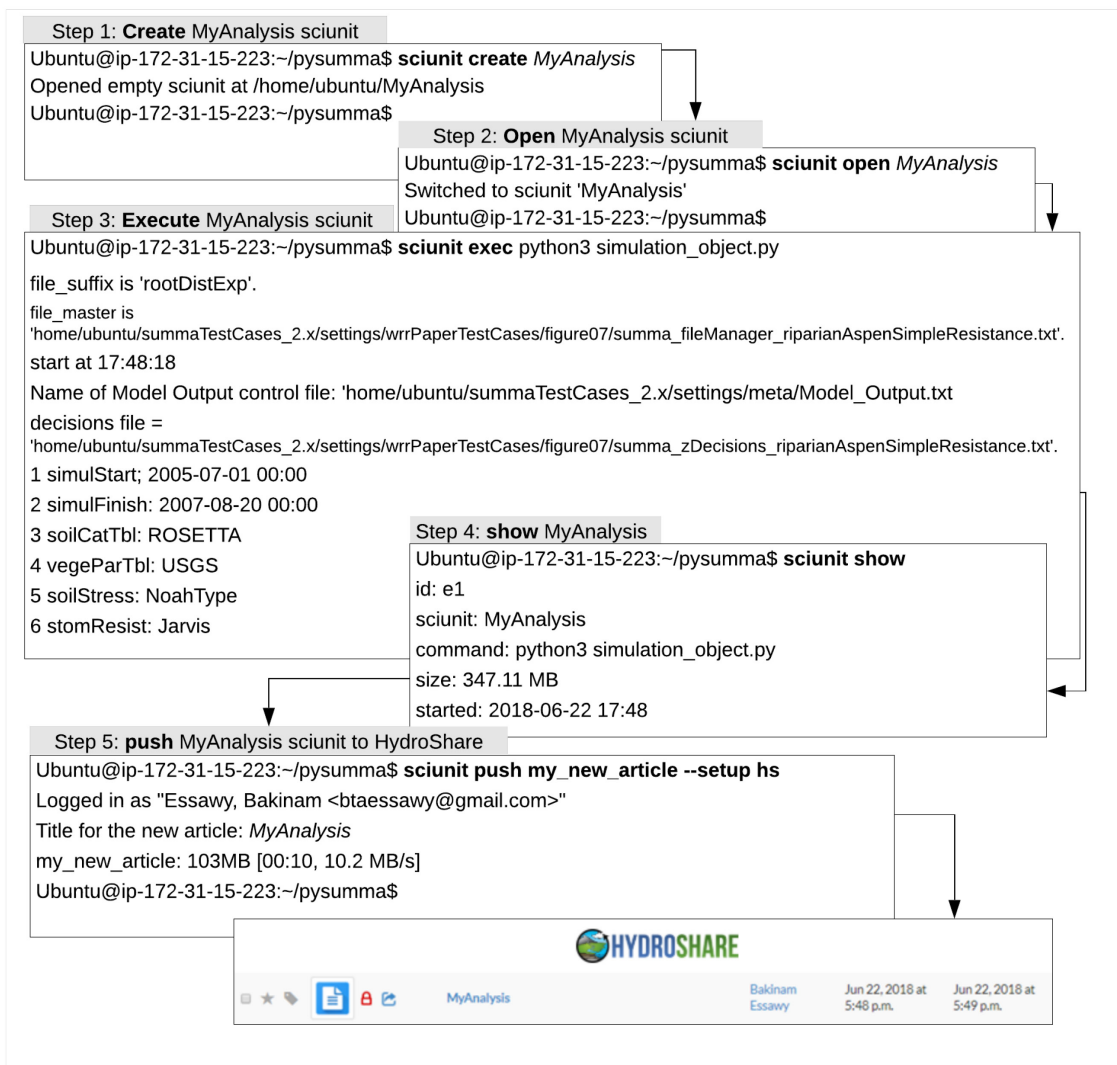 Step 1: Create MyAnalysis sciunit
Ubuntu@ip-172-31-15-223:~/pysumma$ sciunit create MyAnalysis
Opened empty sciunit at /home/ubuntu/MyAnalysis
Ubuntu@ip-172-31-15-223:~/pysumma$
Step 2: Open MyAnalysis sciunit
Ubuntu@ip-172-31-15-223:~/pysumma$ sciunit open MyAnalysis
Switched to sciunit 'MyAnalysis'
Ubuntu@ip-172-31-15-223:~/pysumma$
Step 3: Execute MyAnalysis sciunit
Ubuntu@ip-172-31-15-223:~/pysumma$ sciunit exec python3 simulation_object.py
file_suffix is 'rootDistExp'.
file_master is
'home/ubuntu/summaTestCases_2.x/settings/wrrPaperTestCases/figure07/summa_fileManager_riparianAspenSimpleResistance.txt'.
start at 17:48:18
Name of Model Output control file: 'home/ubuntu/summaTestCases_2.x/settings/meta/Model_Output.txt
decisions file =
'home/ubuntu/summaTestCases_2.x/settings/wrrPaperTestCases/figure07/summa_zDecisions_riparianAspenSimpleResistance.txt'.
1 simulStart; 2005-07-01 00:00
2 simulFinish: 2007-08-20 00:00
3 soilCatTbl: ROSETTA
4 vegeParTbl: USGS
5 soilStress: NoahType
6 stomResist: Jarvis
Step 4: show MyAnalysis
Ubuntu@ip-172-31-15-223:~/pysumma$ sciunit show
id: e1
sciunit: MyAnalysis
command: python3 simulation_object.py
size: 347.11 MB
started: 2018-06-22 17:48
Step 5: push MyAnalysis sciunit to HydroShare
Ubuntu@ip-172-31-15-223:~/pysumma$ sciunit push my_new_article --setup hs
Logged in as "Essawy, Bakinam <btaessawy@gmail.com>"
Title for the new article: MyAnalysis
my_new_article: 103MB [00:10, 10.2 MB/s]
Ubuntu@ip-172-31-15-223:~/pysumma$
HYDROSHARE
MyAnalysis
Bakinam
Essawy
Jun 22, 2018 at
5:48 p.m.
Jun 22, 2018 at
5:49 p.m.